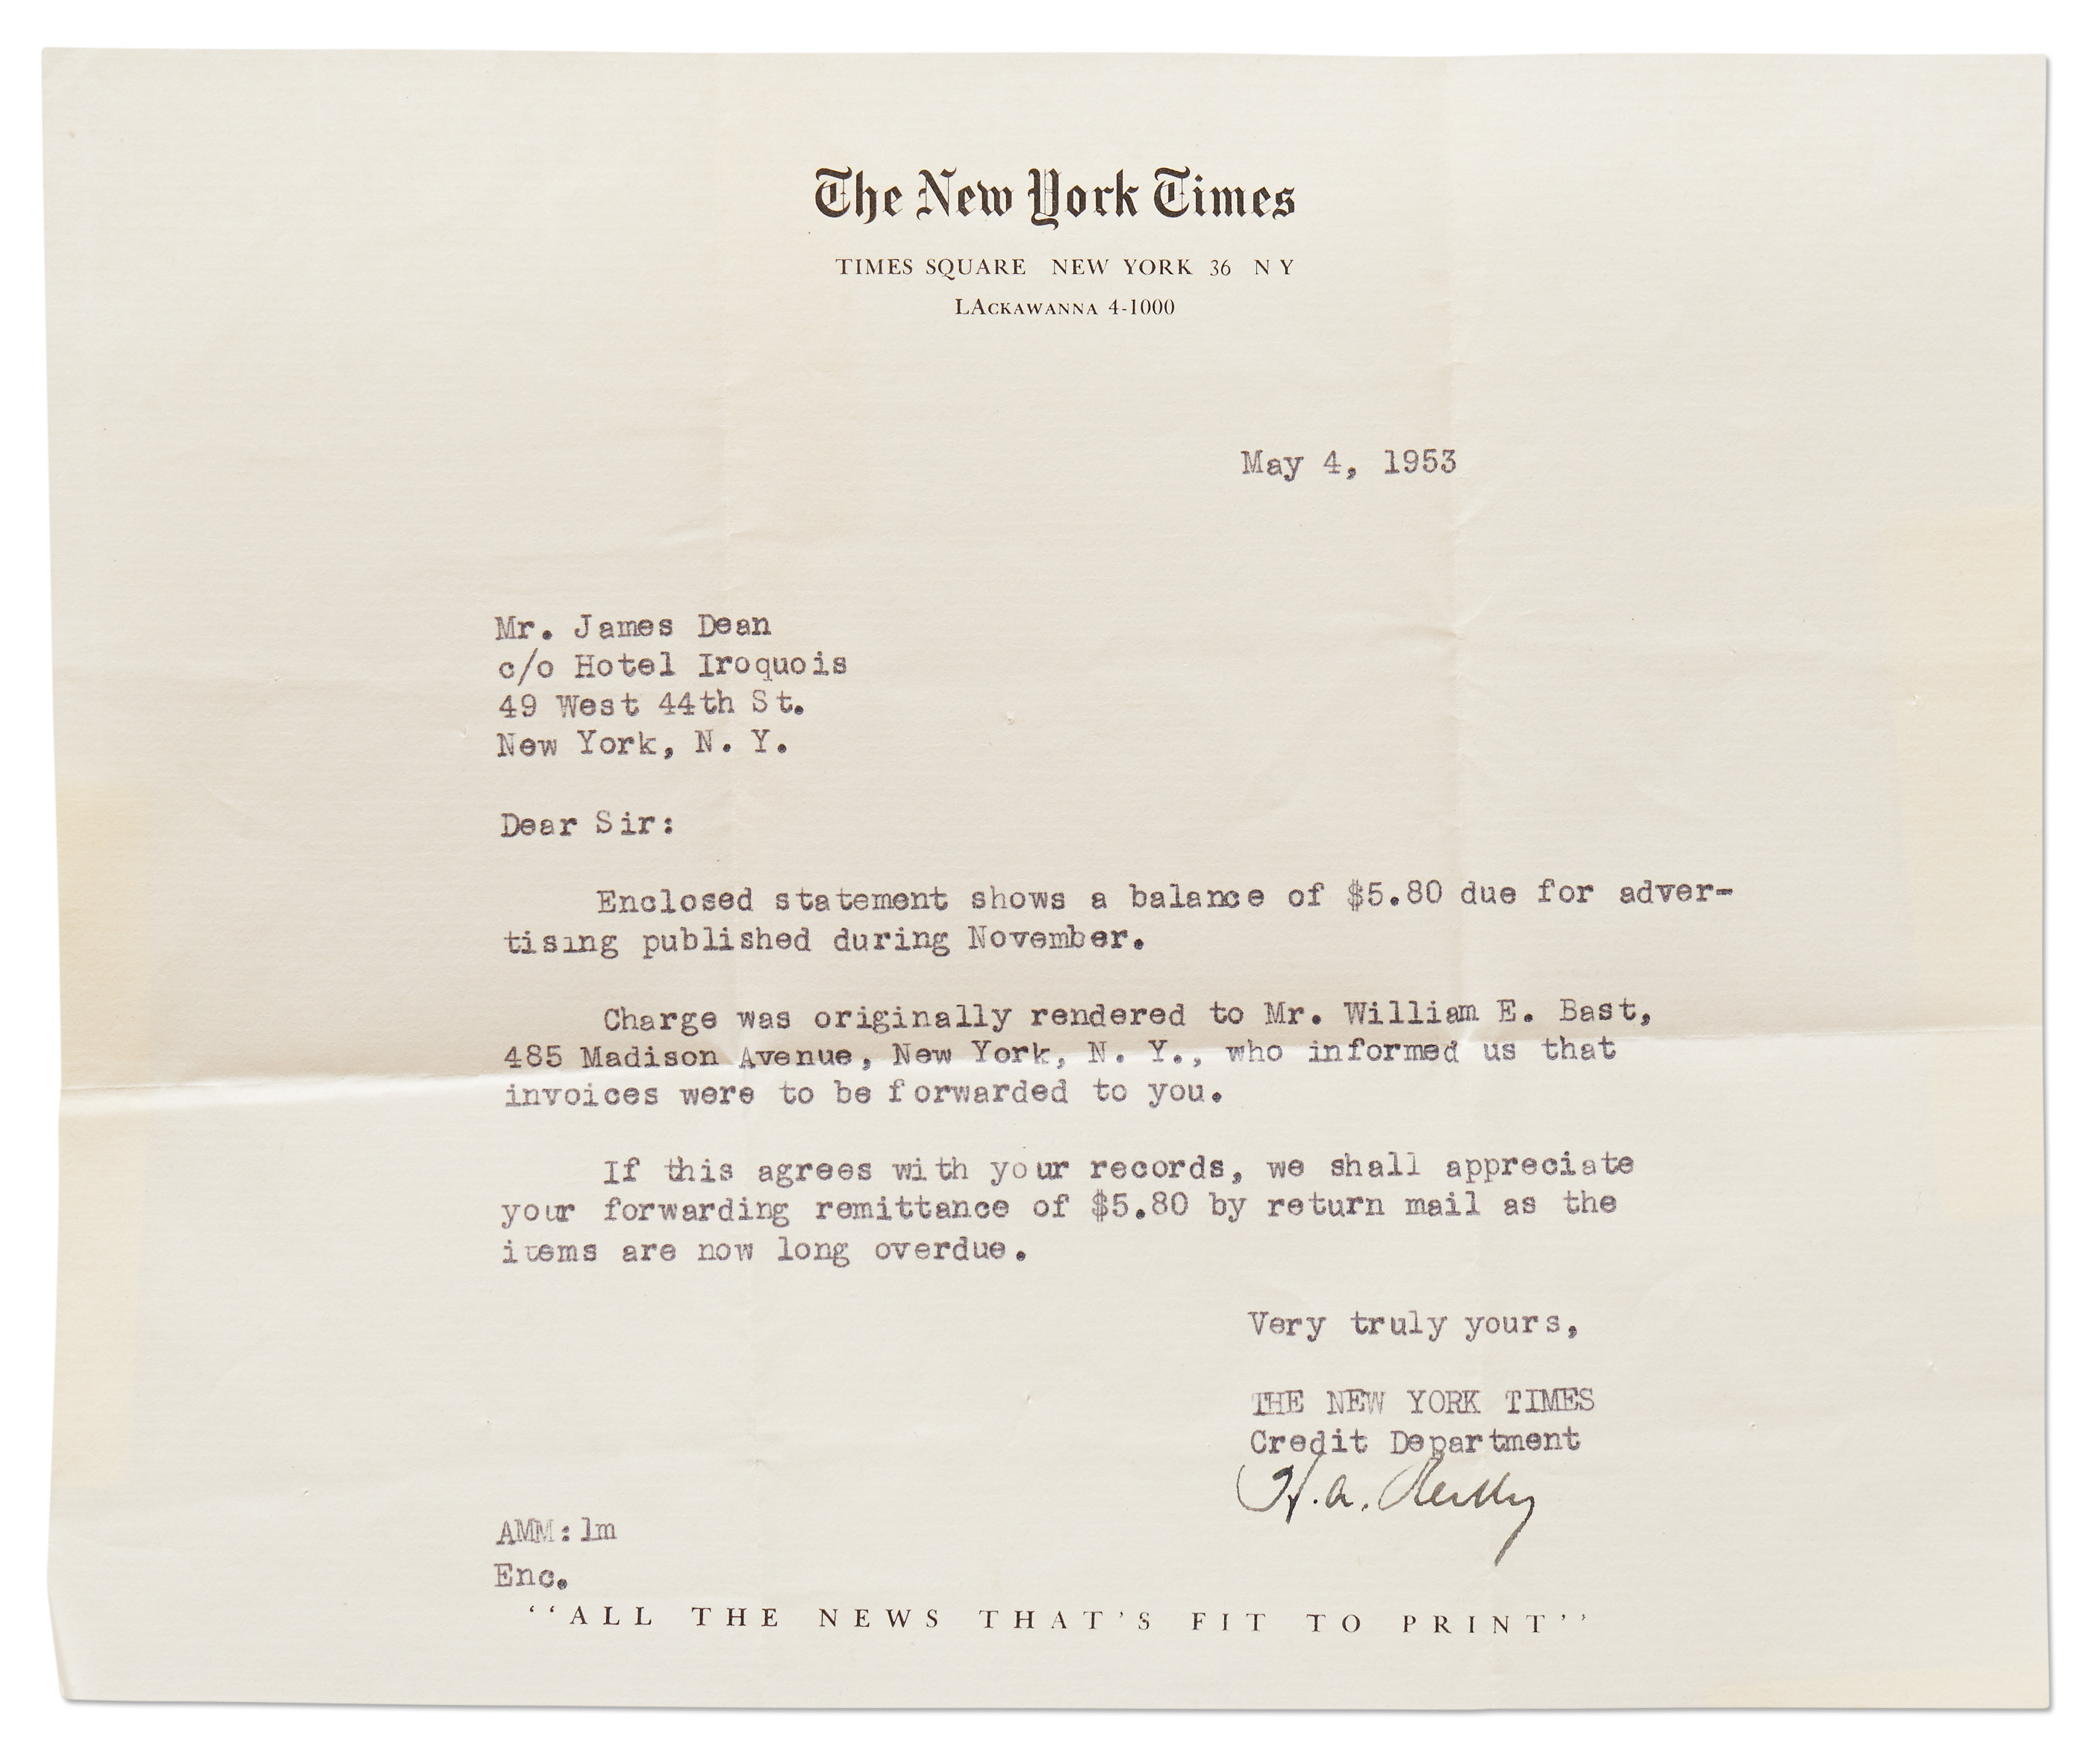 The New York Times
TIMES SQUARE NEW YORK 36 N Y
LACKAWANNA 4-1000
May 4, 1953
Mr. James Dean
c/o Hotel Iroquois
49 West 44th St.
New York, N. Y.
Dear Sir:
Enclosed statement shows a balance of $5.80 due for adver-
tising published during November.
Charge was originally rendered to Mr. William E. Bast,
485 Madison Avenue, New York, N. Y., who informed us that
invoices were to be forwarded to you.
If this agrees with your records, we shall appreciate
your forwarding remittance of $5.80 by return mail as the
items are now long overdue.
Very truly yours,
THE NEW YORK TIMES
Credit Department
H. A. Reilly
AMM:lm
Enc.
‘‘ALL THE NEWS THAT’S FIT TO PRINT’’